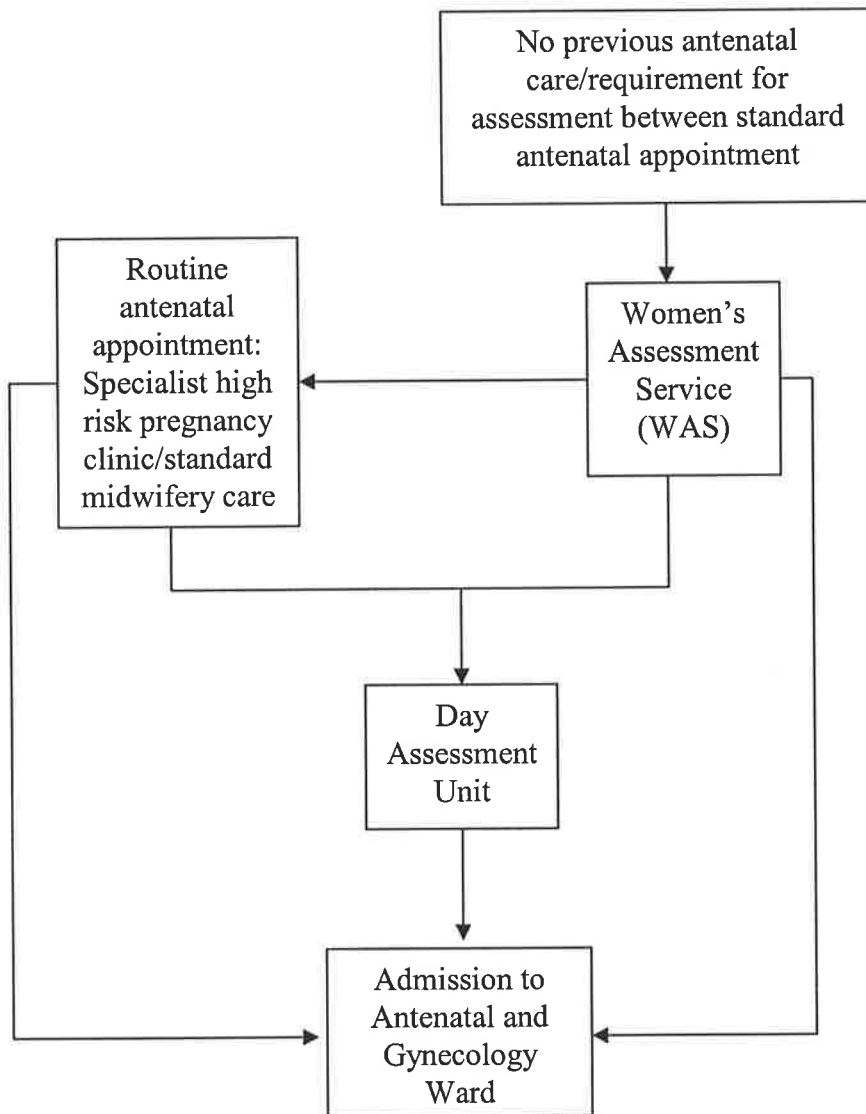 No previous antenatal
care/requirement for
assessment between standard
antenatal appointment
Routine
antenatal
appointment:
Specialist high
risk pregnancy
clinic/standard
midwifery care
Women's
Assessment
Service
(WAS)
Day
Assessment
Unit
Admission to
Antenatal and
Gynecology
Ward